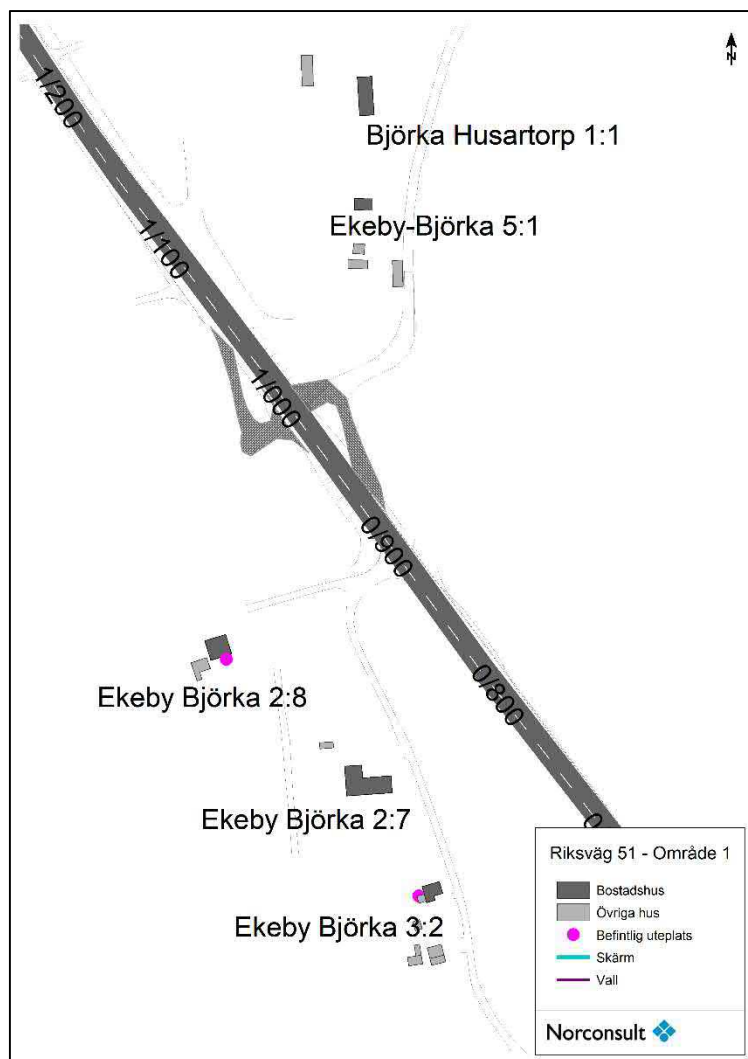 N
1/200
Björka Husartorp 1:1
Ekeby-Björka 5:1
1/100
1/000
0/900
Ekeby Björka 2:8
0/800
Ekeby Björka 2:7
Ekeby Björka 3:2
Riksväg 51 - Område 1
Bostadshus
Övriga hus
Befintlig uteplats
Skärm
Vall
Norconsult